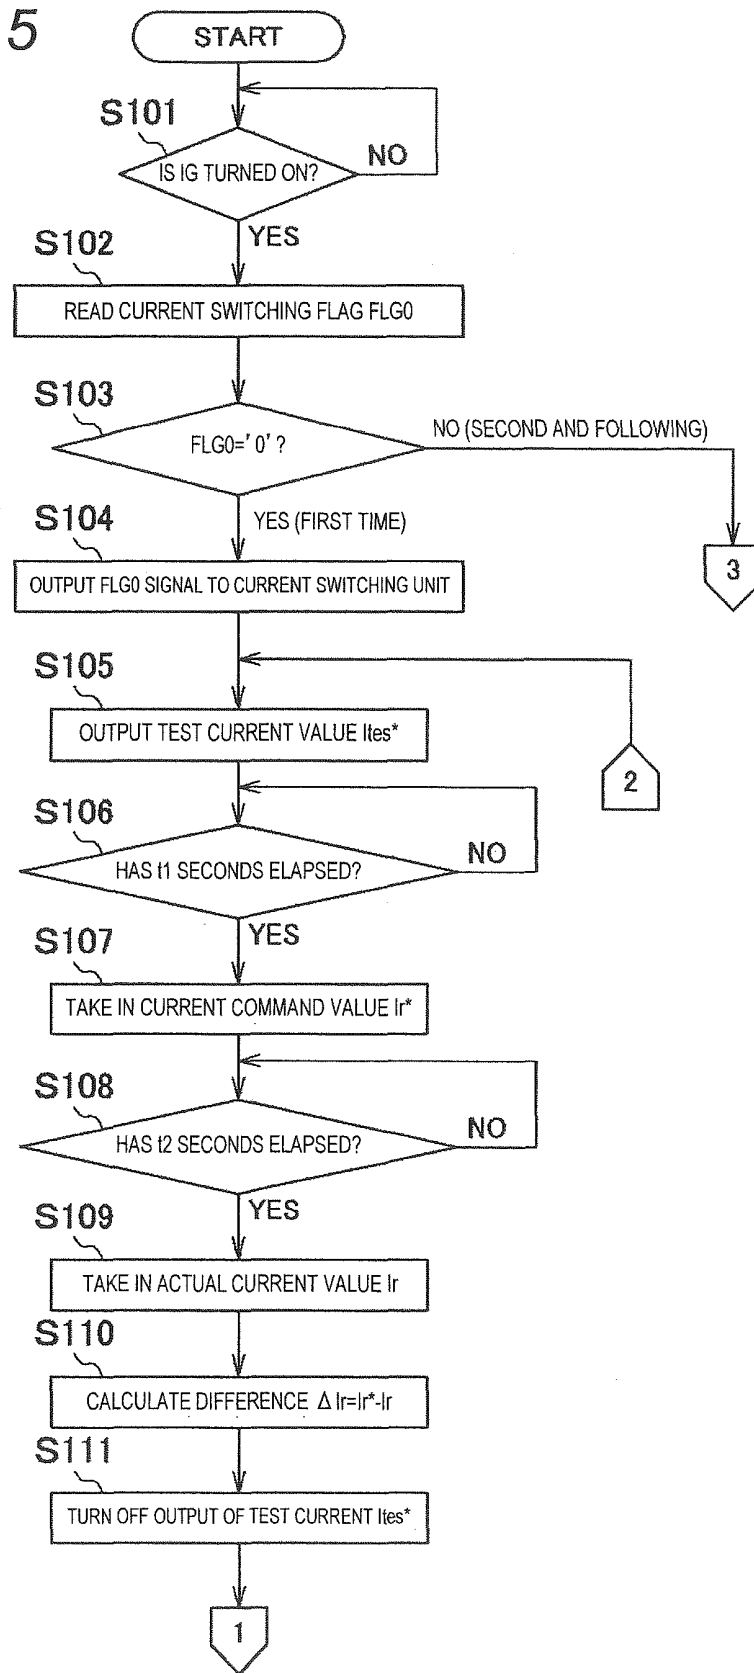 5
START
S101
IS IG TURNED ON?
NO
YES
S102
READ CURRENT SWITCHING FLAG FLG0
S103
FLG0='0'?
NO (SECOND AND FOLLOWING)
YES (FIRST TIME)
3
S104
OUTPUT FLG0 SIGNAL TO CURRENT SWITCHING UNIT
S105
OUTPUT TEST CURRENT VALUE Ites*
2
S106
HAS t1 SECONDS ELAPSED?
NO
YES
S107
TAKE IN CURRENT COMMAND VALUE Ir*
S108
HAS t2 SECONDS ELAPSED?
NO
YES
S109
TAKE IN ACTUAL CURRENT VALUE Ir
S110
CALCULATE DIFFERENCE Δ Ir=Ir*-Ir
S111
TURN OFF OUTPUT OF TEST CURRENT Ites*
1